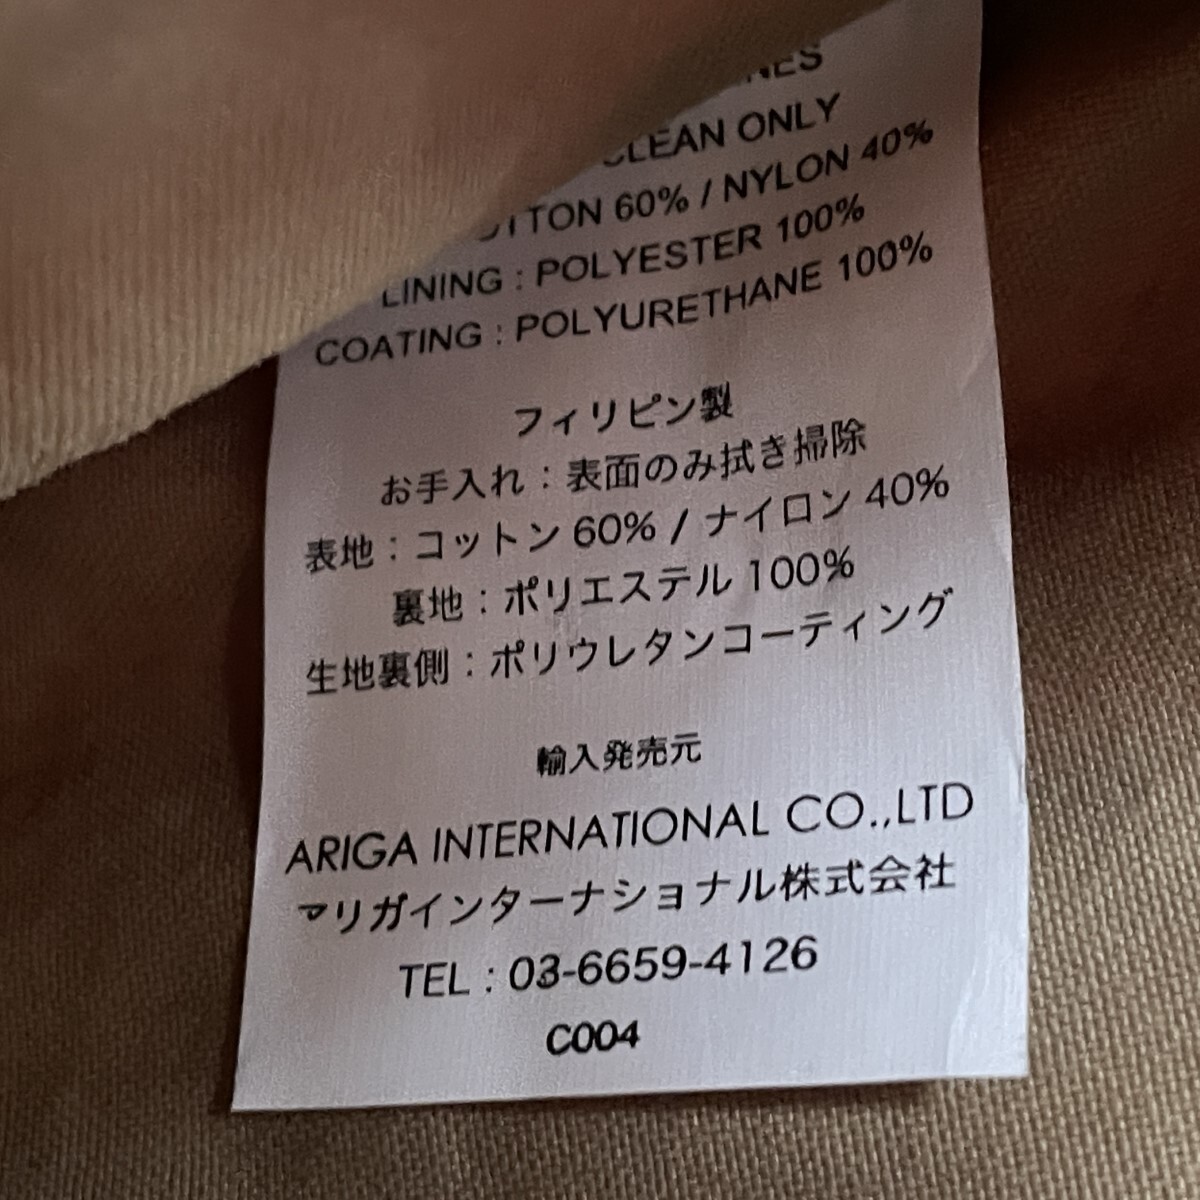 CLEAN ONLY
COTTON 60% / NYLON 40%
LINING : POLYESTER 100%
COATING : POLYURETHANE 100%
フィリピン製
お手入れ：表面のみ拭き掃除
表地：コットン 60% / ナイロン 40%
裏地：ポリエステル 100%
生地裏側：ポリウレタンコーティング
輸入発売元
ARIGA INTERNATIONAL CO.,LTD
アリガインターナショナル株式会社
TEL : 03-6659-4126
C004